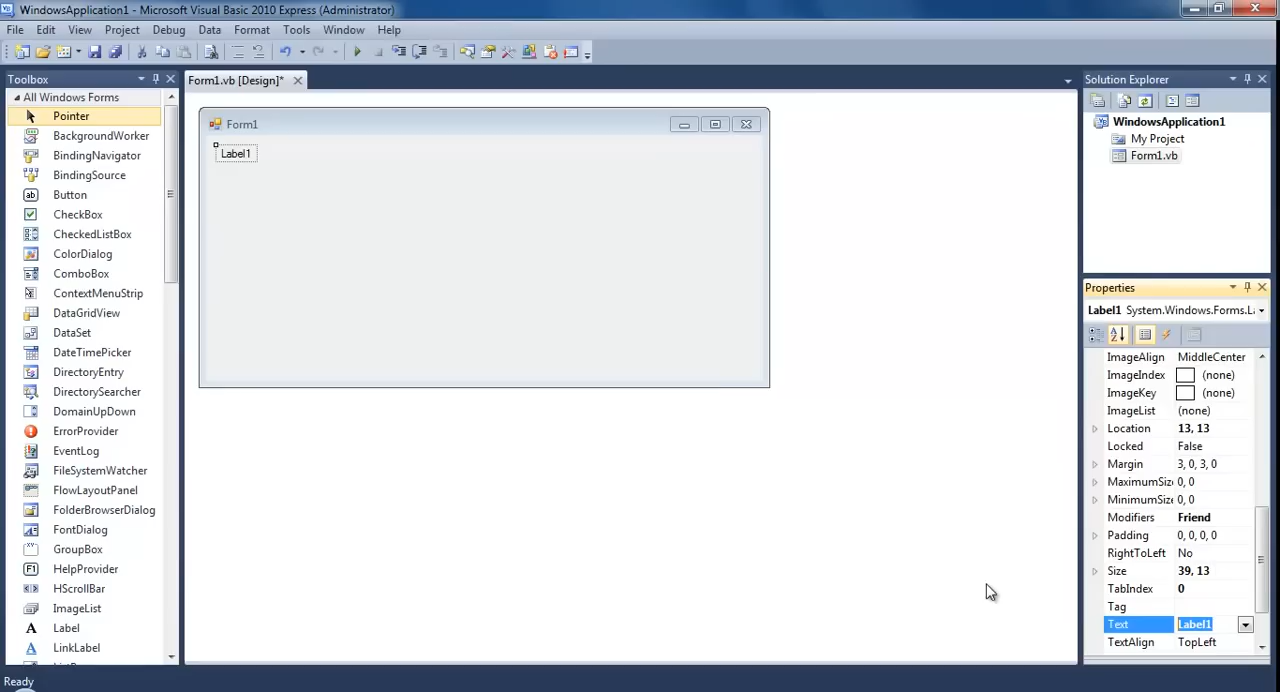 WindowsApplication1 - Microsoft Visual Basic 2010 Express (Administrator)
File Edit View Project Debug Data Format Tools Window Help
Toolbox
All Windows Forms
Pointer
BackgroundWorker
BindingNavigator
BindingSource
Button
CheckBox
CheckedListBox
ColorDialog
ComboBox
ContextMenuStrip
DataGridView
DataSet
DateTimePicker
DirectoryEntry
DirectorySearcher
DomainUpDown
ErrorProvider
EventLog
FileSystemWatcher
FlowLayoutPanel
FolderBrowserDialog
FontDialog
GroupBox
HelpProvider
HScrollBar
ImageList
Label
LinkLabel
Form1.vb [Design]*
Form1
Label1
Solution Explorer
WindowsApplication1
My Project
Form1.vb
Properties
Label1 System.Windows.Forms.La
ImageAlign MiddleCenter
ImageIndex (none)
ImageKey (none)
ImageList (none)
Location 13, 13
Locked False
Margin 3, 0, 3, 0
MaximumSize 0, 0
MinimumSize 0, 0
Modifiers Friend
Padding 0, 0, 0, 0
RightToLeft No
Size 39, 13
TabIndex 0
Tag
Text Label1
TextAlign TopLeft
Ready